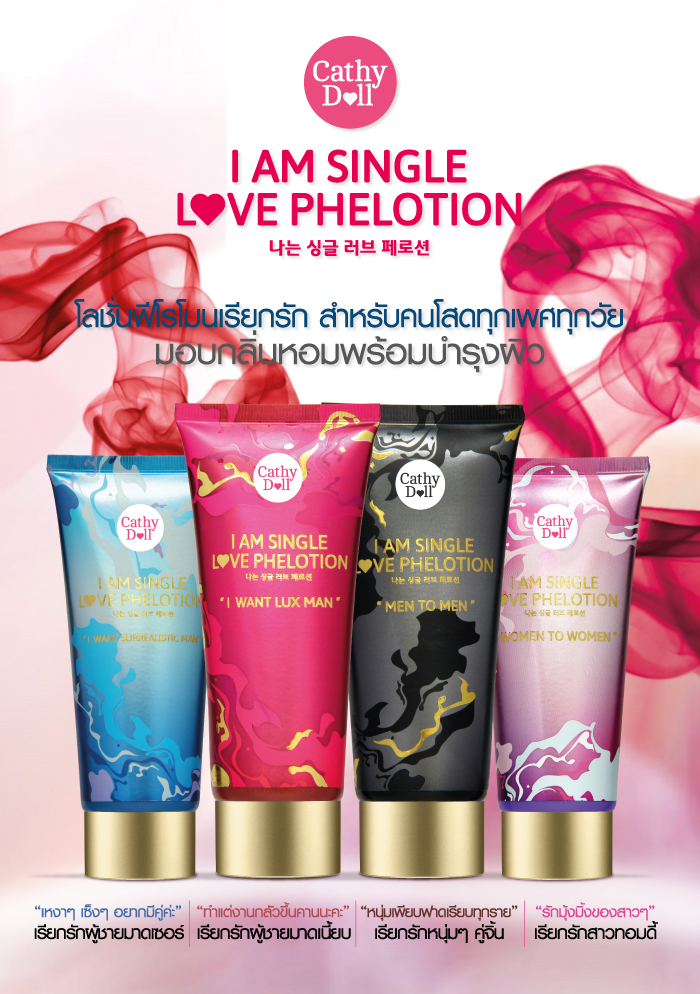 Cathy
Doll
I AM SINGLE
LOVE PHELOTION
나는 싱글 러브 페로션
โลชั่นฟีโรโมนเรียกรัก สำหรับคนโสดทุกเพศทุกวัย
มอบกลิ่นหอมพร้อมบำรุงผิว
Cathy
Doll
I AM SINGLE
LOVE PHELOTION
나는 싱글 러브 페로션
"I WANT SURREALISTIC MAN"
Cathy
Doll
I AM SINGLE
LOVE PHELOTION
나는 싱글 러브 페로션
"I WANT LUX MAN"
Cathy
Doll
I AM SINGLE
LOVE PHELOTION
나는 싱글 러브 페로션
"MEN TO MEN"
Cathy
Doll
I AM SINGLE
LOVE PHELOTION
나는 싱글 러브 페로션
"WOMEN TO WOMEN"
"เหงาๆ เซ็งๆ อยากมีคู่ค่ะ"
เรียกรักผู้ชายมาดเซอร์
"ทำแต่งานกลัวขึ้นคานนะคะ"
เรียกรักผู้ชายมาดเนี้ยบ
"หนุ่มเพียบฟาดเรียบทุกราย"
เรียกรักหนุ่มๆ คู่จิ้น
"รักมุ้งมิ้งของสาวๆ"
เรียกรักสาวทอมดี้